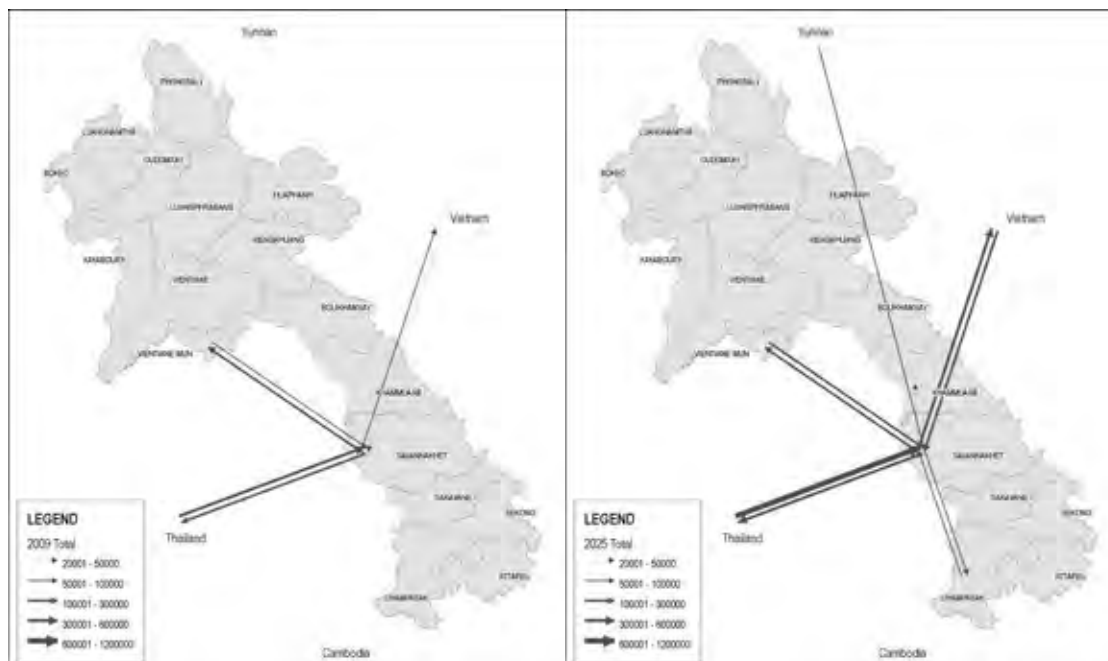 Yunnan
PHONGSALI
LUANGNAMTHA
OUDOMXAY
BOKEO
HUAPHANH
LUANGPHABANG
Vietnam
XIENGKHUANG
XAYABOURY
VIENTIANE
BOLIKHAMXAY
VIENTIANE MUN
KHAMMUANE
SAVANNAKHET
SARAVANE
SEKONG
Thailand
ATTAPEU
CHAMPASAK
Cambodia
LEGEND
2009 Total
20001 - 50000
50001 - 100000
100001 - 300000
300001 - 600000
600001 - 1200000
Yunnan
PHONGSALI
LUANGNAMTHA
OUDOMXAY
BOKEO
HUAPHANH
LUANGPHABANG
Vietnam
XIENGKHUANG
XAYABOURY
VIENTIANE
BOLIKHAMXAY
VIENTIANE MUN
KHAMMUANE
SAVANNAKHET
SARAVANE
SEKONG
Thailand
ATTAPEU
CHAMPASAK
Cambodia
LEGEND
2025 Total
20001 - 50000
50001 - 100000
100001 - 300000
300001 - 600000
600001 - 1200000